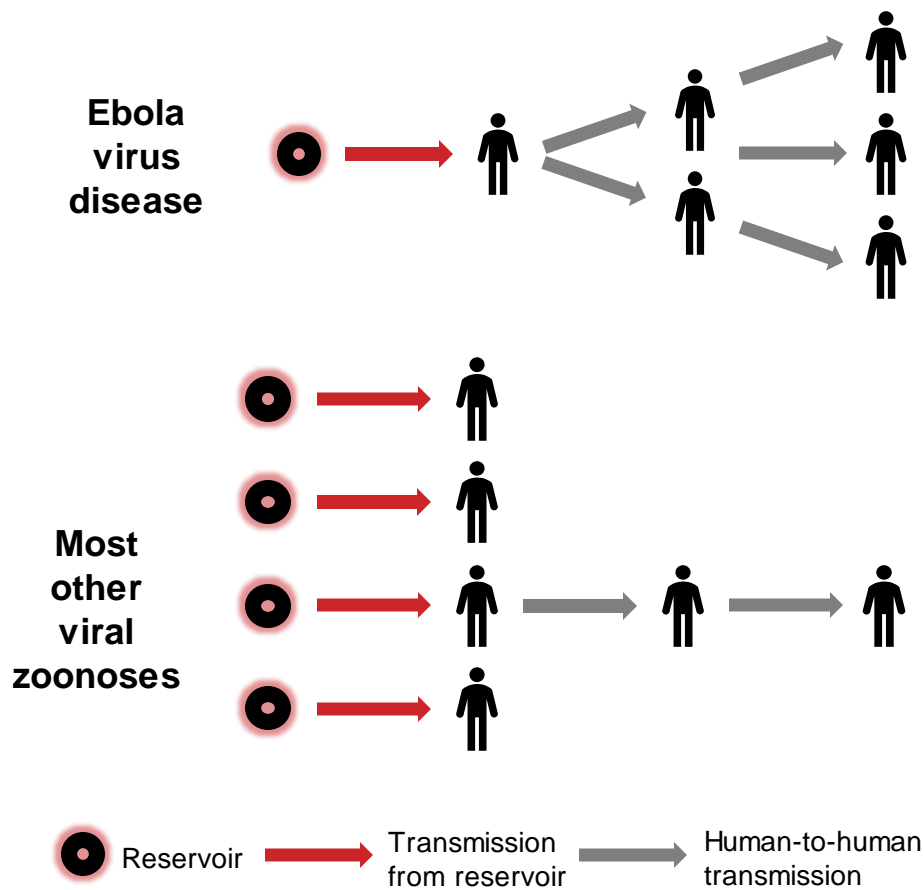 Ebola
virus
disease
Most
other
viral
zoonoses
Reservoir
Transmission
from reservoir
Human-to-human
transmission